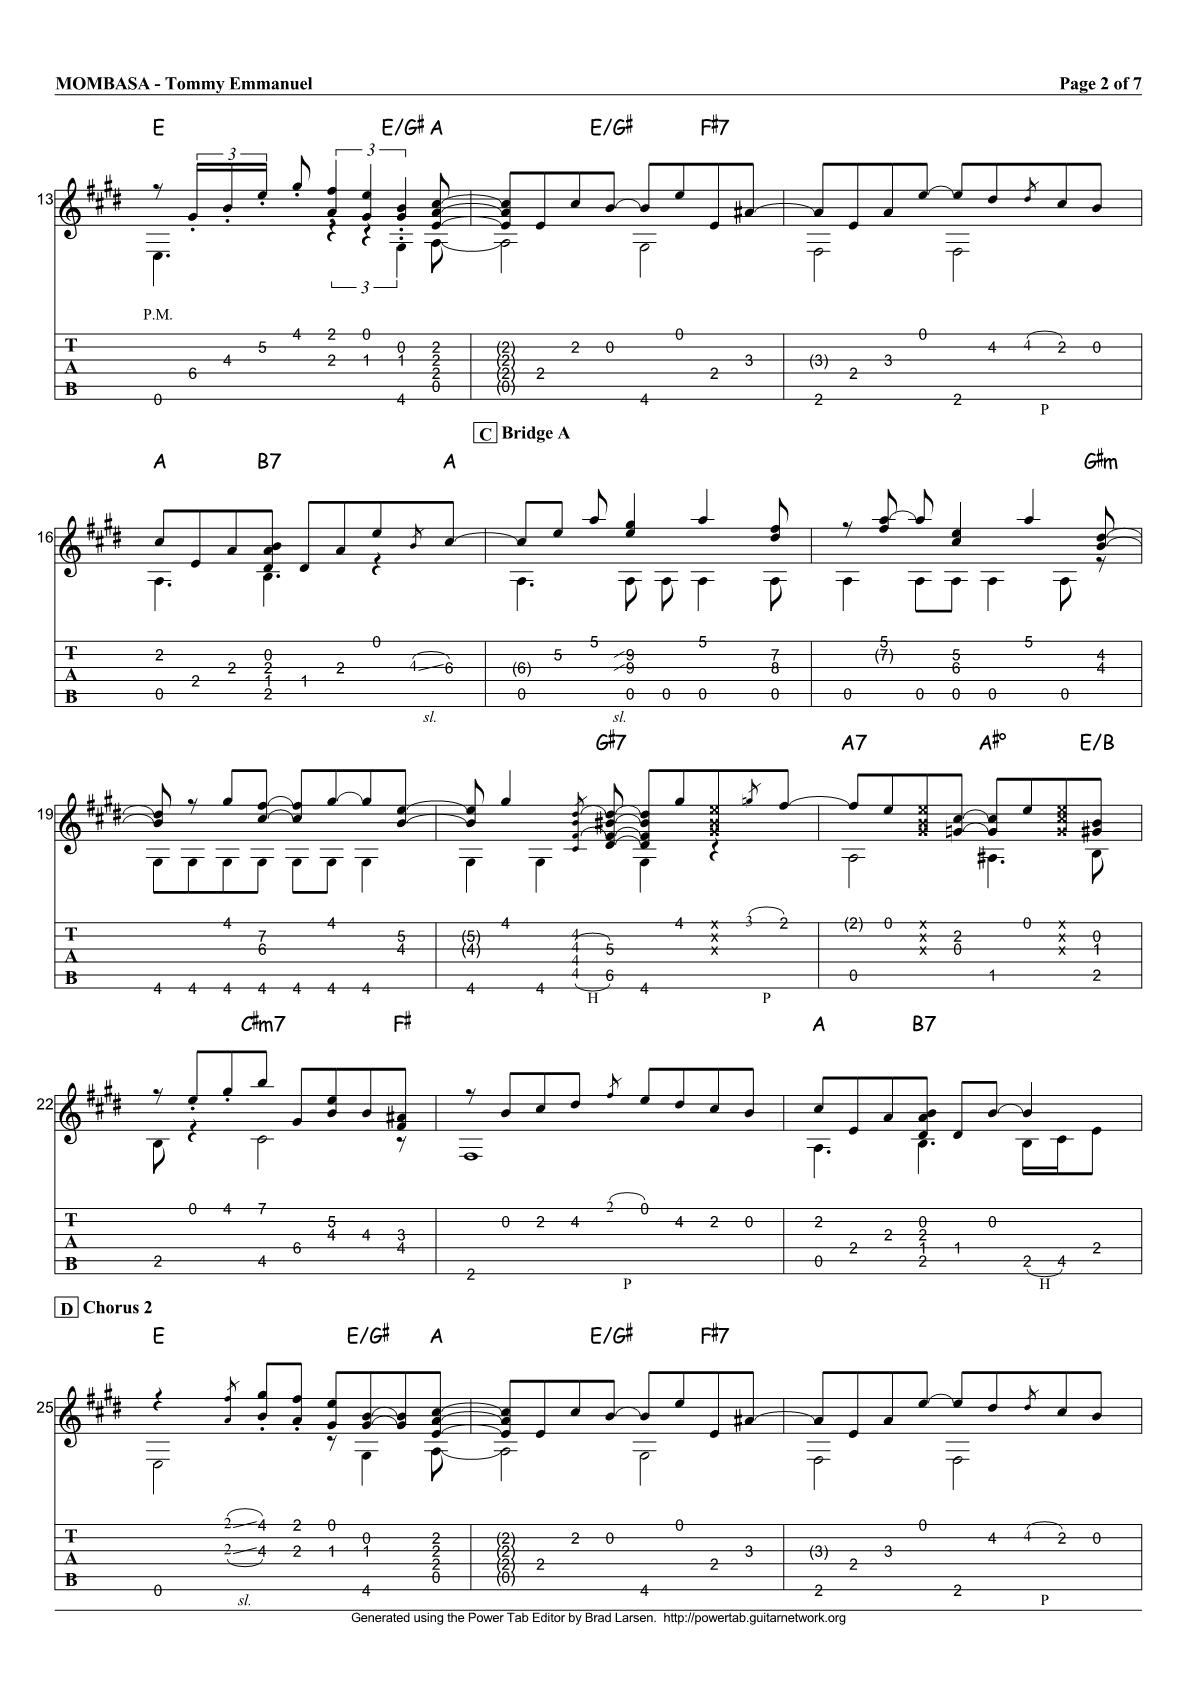 MOMBASA - Tommy Emmanuel Page 2 of 7
E E/G# A E/G# F#7
3 3
13
3
P.M.
4 2 0 0 0
T 5 0 2 (2) 2 0 4 4 2 0
4 2 1 1 2 (2) 3 (3) 3
A 6 2 (2) 2 2 2
B 0 (0)
0 4 4 2 2
P
C Bridge A
A B7 A G#m
16
0 5 5 5 5
T 2 0 5 9 7 (7) 5 4
2 2 2 4 6 (6) 9 8 6 4
A 2 1 1
B 0 2 0 0 0 0 0 0 0 0 0 0
sl. sl.
G#7 A7 A#° E/B
19
4 4 4 4 x 3 2 (2) 0 x 0 x
T 7 5 (5) 4 x x 2 x 0
6 4 (4) 4 5 x x 0 x 1
A 4
B 4 6 0 1 2
4 4 4 4 4 4 4 4 4 4
H P
C#m7 F# A B7
22
0 4 7 2 0
T 5 0 2 4 4 2 0 2 0 0
4 4 3 2 2
A 6 4 2 1 1 2
B 2 4 0 2 2 4
2
P H
D Chorus 2
E E/G# A E/G# F#7
25
2 4 2 0 0 0
T 0 2 (2) 2 0 4 4 2 0
2 4 2 1 1 2 (2) 3 (3) 3
A 2 (2) 2 2 2
B 0 (0)
0 4 4 2 2
sl. P
Generated using the Power Tab Editor by Brad Larsen. http://powertab.guitarnetwork.org